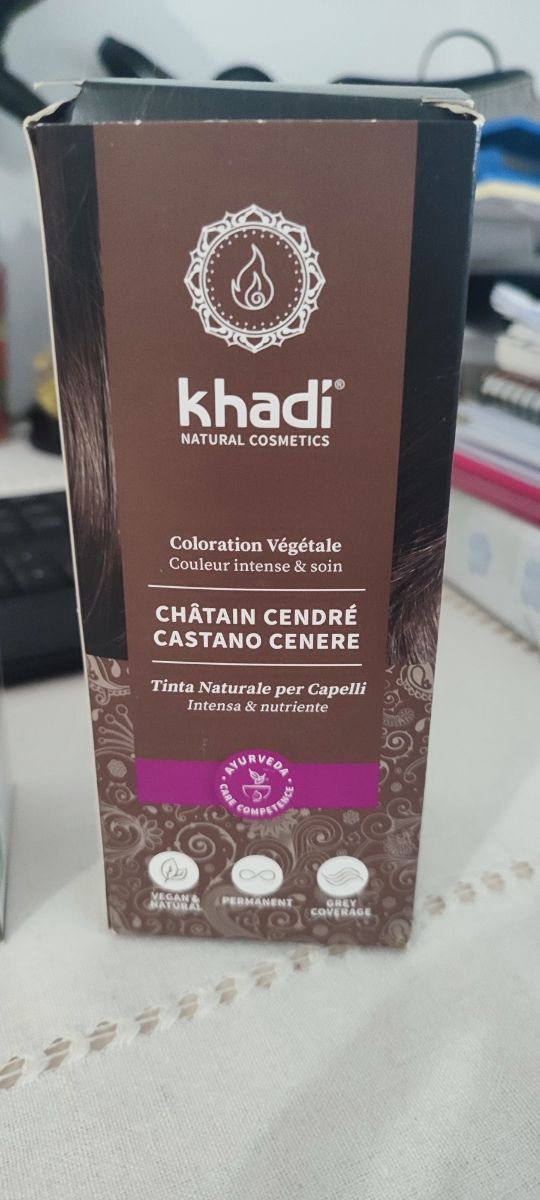 khadí®
NATURAL COSMETICS
Coloration Végétale
Couleur intense & soin
CHÂTAIN CENDRÉ
CASTANO CENERE
Tinta Naturale per Capelli
Intensa & nutriente
AYURVEDA
CARE COMPETENCE
VEGAN &
NATURAL
PERMANENT
GREY
COVERAGE